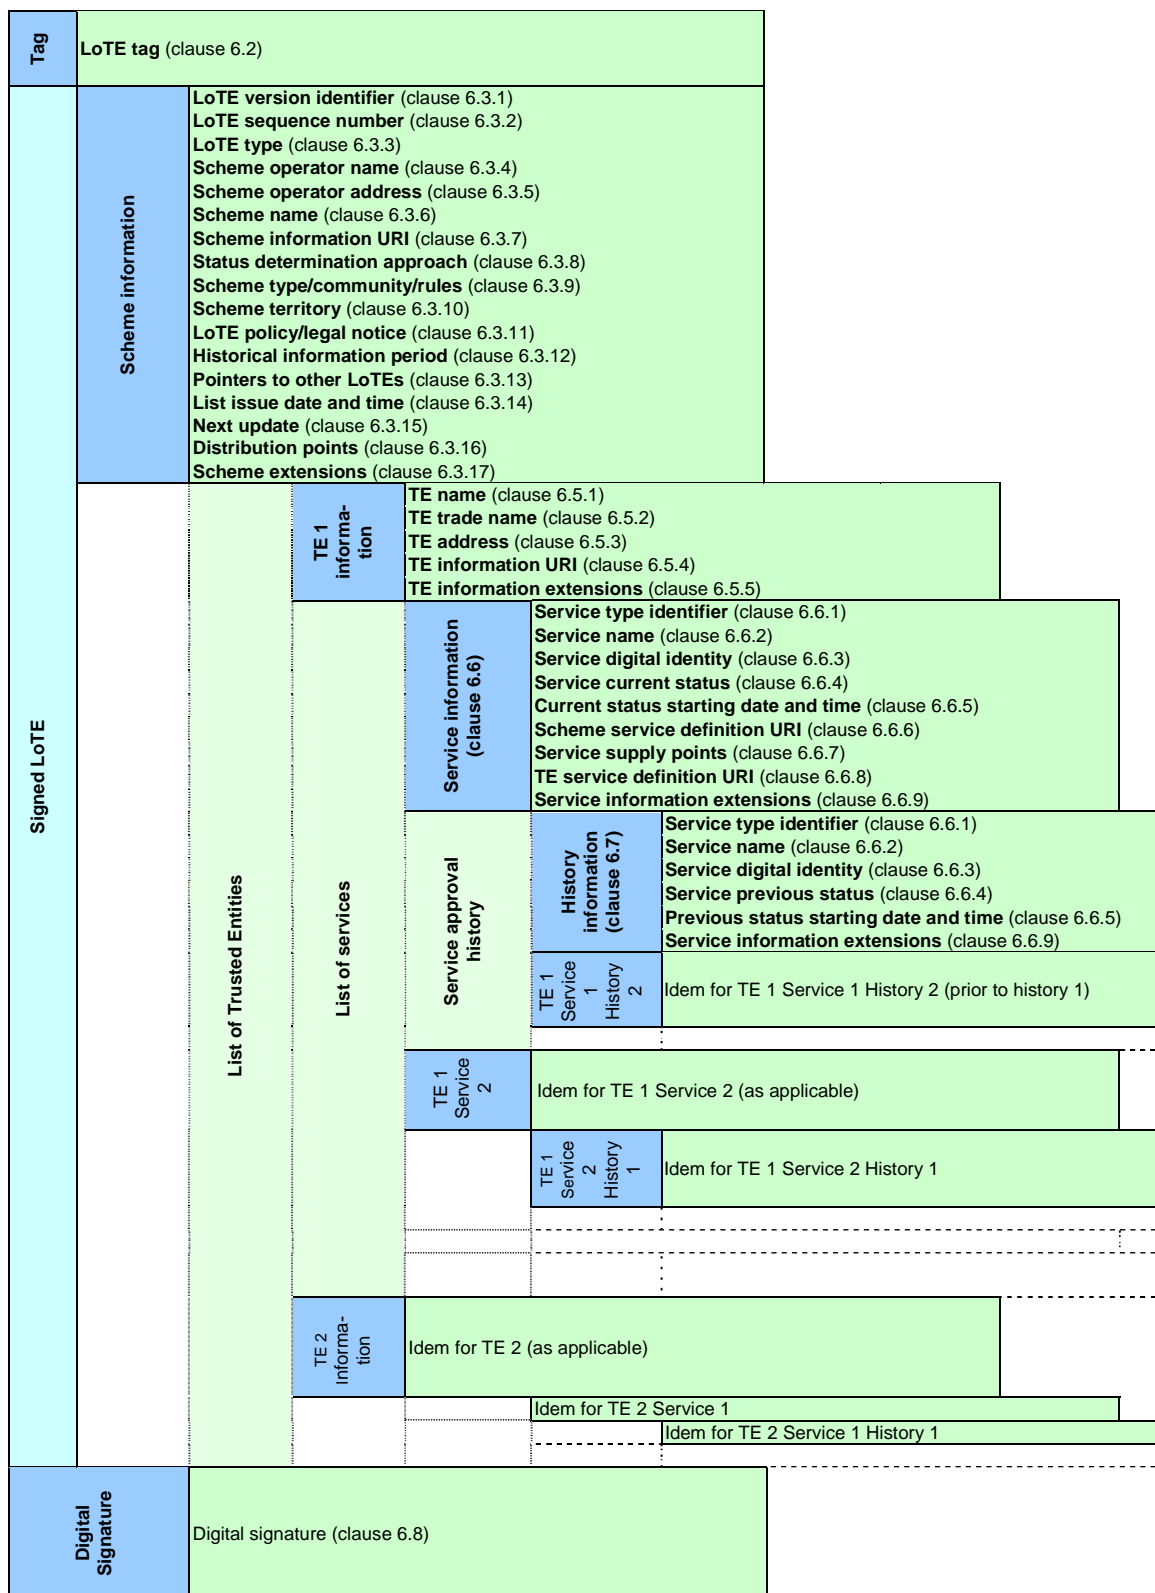 Tag
LoTE tag (clause 6.2)
Signed LoTE
Scheme information
LoTE version identifier (clause 6.3.1)
LoTE sequence number (clause 6.3.2)
LoTE type (clause 6.3.3)
Scheme operator name (clause 6.3.4)
Scheme operator address (clause 6.3.5)
Scheme name (clause 6.3.6)
Scheme information URI (clause 6.3.7)
Status determination approach (clause 6.3.8)
Scheme type/community/rules (clause 6.3.9)
Scheme territory (clause 6.3.10)
LoTE policy/legal notice (clause 6.3.11)
Historical information period (clause 6.3.12)
Pointers to other LoTEs (clause 6.3.13)
List issue date and time (clause 6.3.14)
Next update (clause 6.3.15)
Distribution points (clause 6.3.16)
Scheme extensions (clause 6.3.17)
List of Trusted Entities
TE 1
informa-
tion
TE name (clause 6.5.1)
TE trade name (clause 6.5.2)
TE address (clause 6.5.3)
TE information URI (clause 6.5.4)
TE information extensions (clause 6.5.5)
List of services
Service information
(clause 6.6)
Service type identifier (clause 6.6.1)
Service name (clause 6.6.2)
Service digital identity (clause 6.6.3)
Service current status (clause 6.6.4)
Current status starting date and time (clause 6.6.5)
Scheme service definition URI (clause 6.6.6)
Service supply points (clause 6.6.7)
TE service definition URI (clause 6.6.8)
Service information extensions (clause 6.6.9)
Service approval
history
History
information
(clause 6.7)
Service type identifier (clause 6.6.1)
Service name (clause 6.6.2)
Service digital identity (clause 6.6.3)
Service previous status (clause 6.6.4)
Previous status starting date and time (clause 6.6.5)
Service information extensions (clause 6.6.9)
TE 1
Service
1
History
2
Idem for TE 1 Service 1 History 2 (prior to history 1)
TE 1
Service
2
Idem for TE 1 Service 2 (as applicable)
TE 1
Service
2
History
1
Idem for TE 1 Service 2 History 1
TE 2
Informa-
tion
Idem for TE 2 (as applicable)
Idem for TE 2 Service 1
Idem for TE 2 Service 1 History 1
Digital
Signature
Digital signature (clause 6.8)